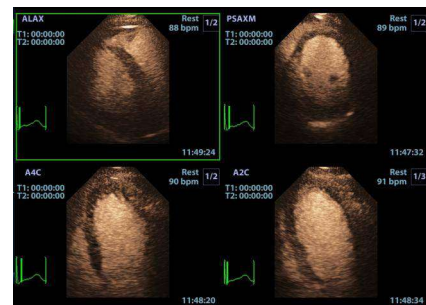 ALAX
T1: 00:00:00
T2: 00:00:00
Rest
88 bpm
1/2
11:49:24
PSAXM
T1: 00:00:00
T2: 00:00:00
Rest
89 bpm
1/2
11:47:32
A4C
T1: 00:00:00
T2: 00:00:00
Rest
90 bpm
1/2
11:48:20
A2C
T1: 00:00:00
T2: 00:00:00
Rest
91 bpm
1/3
11:48:34